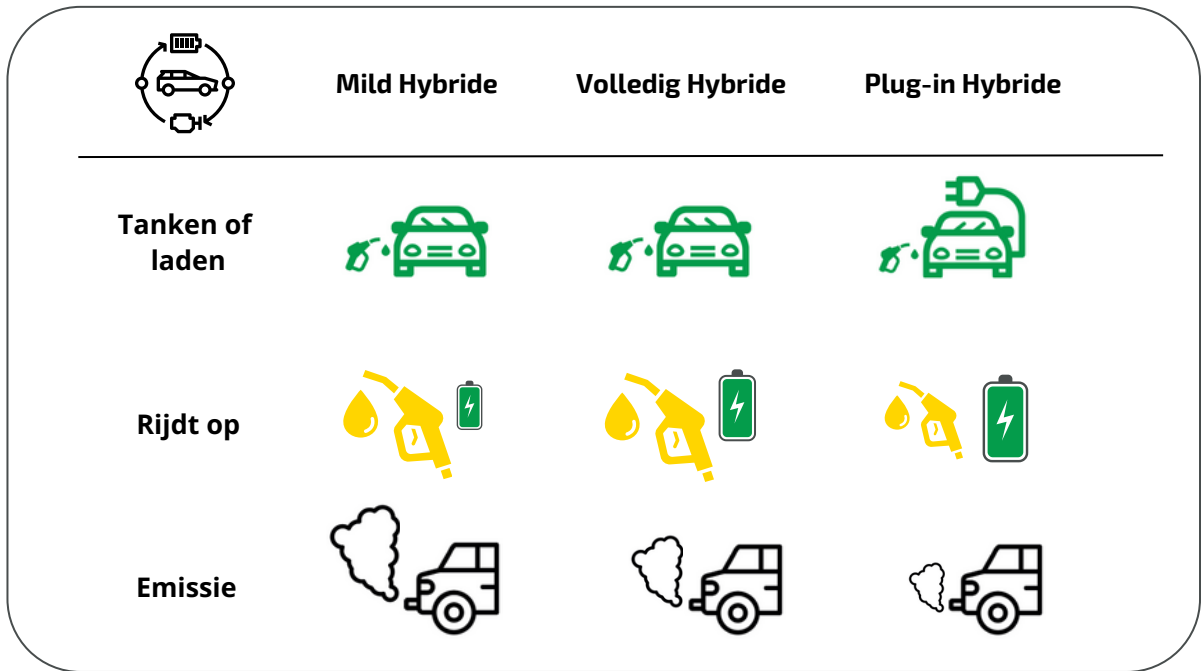 Mild Hybride
Volledig Hybride
Plug-in Hybride
Tanken of
laden
Rijdt op
Emissie